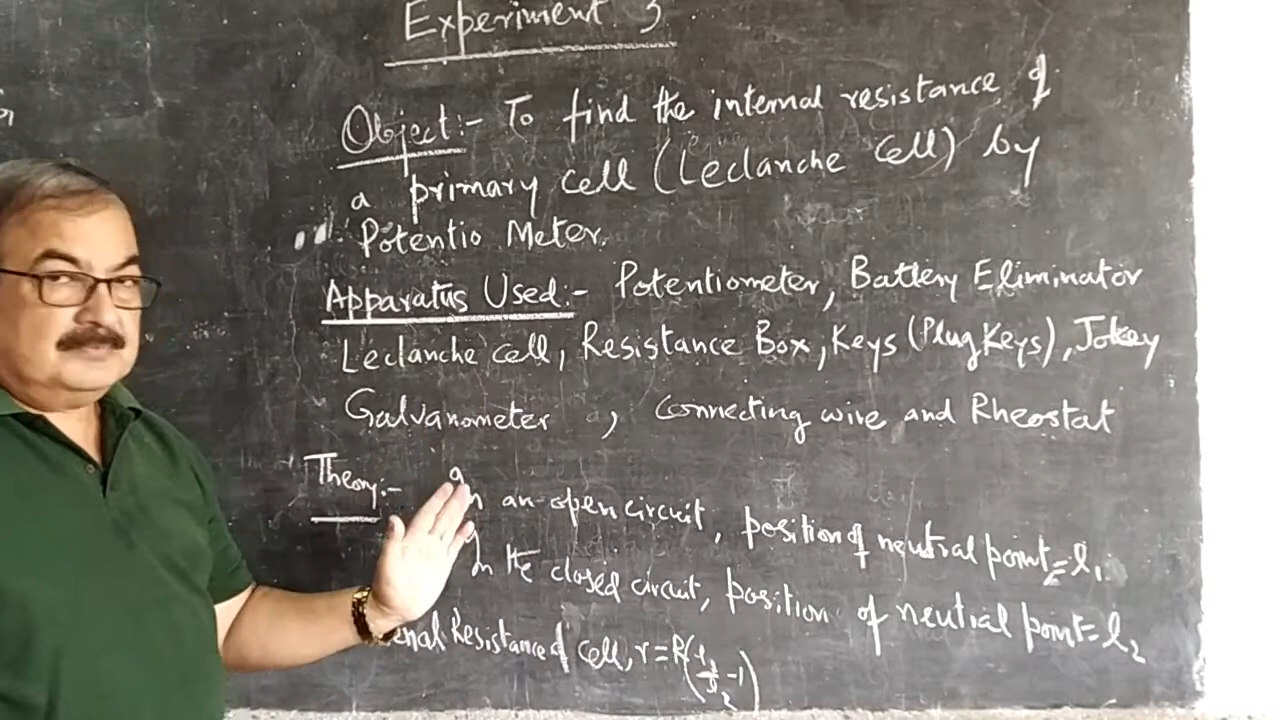 Experiment 3
Object:- To find the internal resistance of
a primary cell (Leclanche Cell) by
Potentio Meter.
Apparatus Used:- Potentiometer, Battery Eliminator
Leclanche cell, Resistance Box, Keys (Plug Keys), Jokey
Galvanometer , Connecting wire and Rheostat
Theory:- In an open circuit, position of neutral point = l₁
In the closed circuit, position of neutral point = l₂
Resistance of cell, r = R(l₁/l₂ - 1)